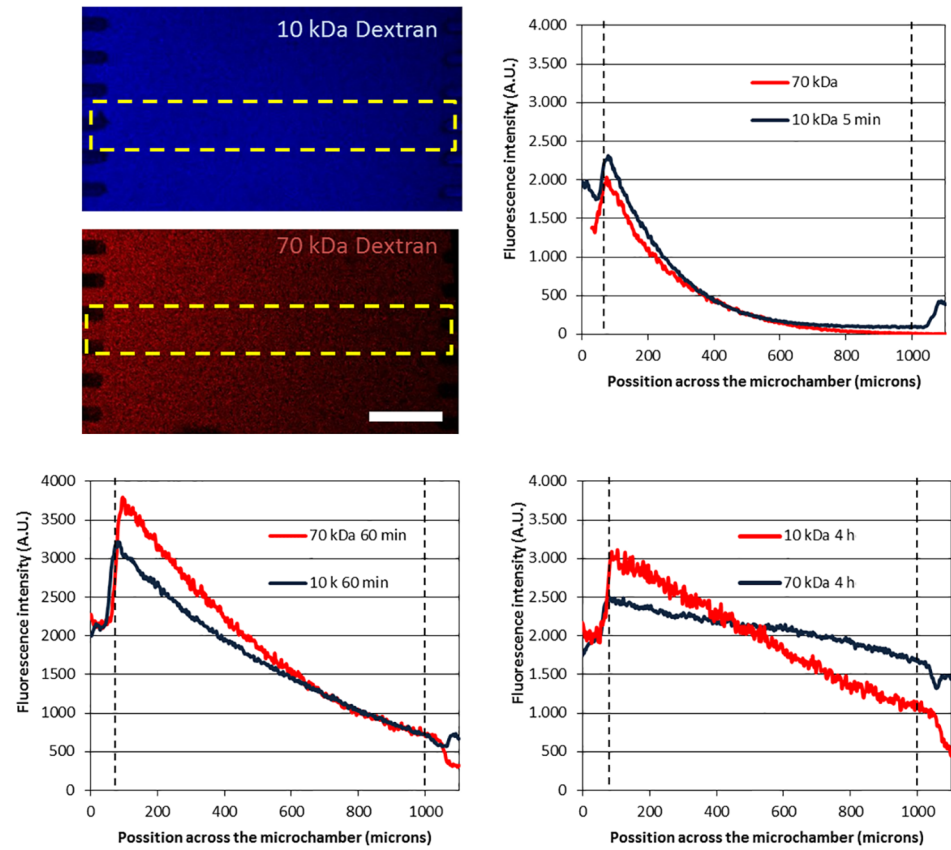 10 kDa Dextran
70 kDa Dextran
4.000
3.500
3.000
2.500
2.000
1.500
1.000
500
0
Fluorescence intensity (A.U.)
70 kDa
10 kDa 5 min
0 200 400 600 800 1000
Possition across the microchamber (microns)
4000
3500
3000
2500
2000
1500
1000
500
0
Fluorescence intensity (A.U.)
70 kDa 60 min
10 k 60 min
0 200 400 600 800 1000
Possition across the microchamber (microns)
4.000
3.500
3.000
2.500
2.000
1.500
1.000
500
0
Fluorescence intensity (A.U.)
10 kDa 4 h
70 kDa 4 h
0 200 400 600 800 1000
Possition across the microchamber (microns)